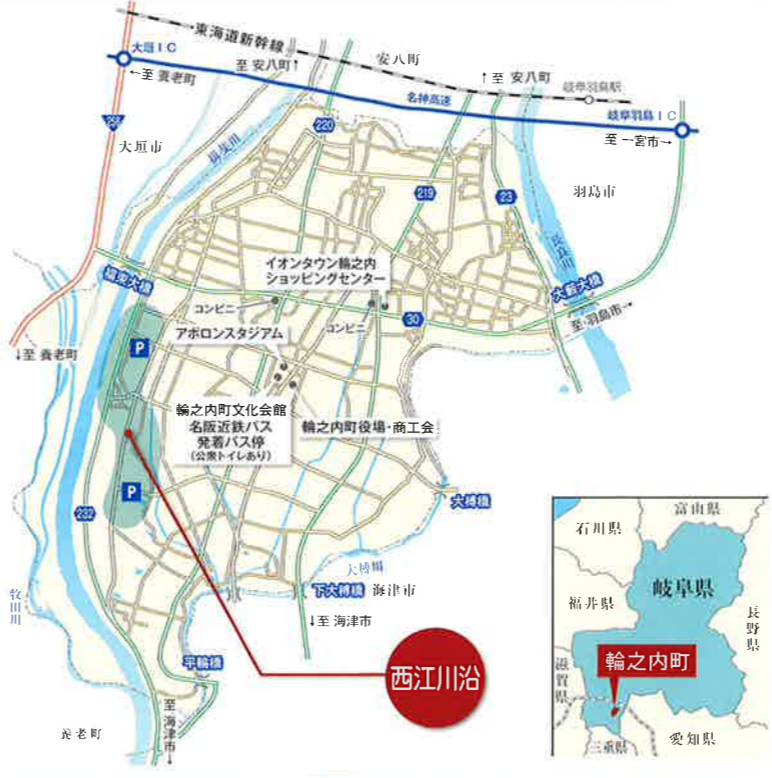 東海道新幹線
大垣IC
←至 養老町
至 安八町↑
安八町
↑至 安八町
岐阜羽島駅
名神高速
岐阜羽島IC
至 一宮市→
258
大垣市
揖斐川
220
219
23
羽島市
長良川
イオンタウン輪之内
ショッピングセンター
コンビニ
コンビニ
大藪大橋
30
至 羽島市→
アポロンスタジアム
↓至 養老町
P
輪之内町文化会館
名阪近鉄バス
発着バス停
(公衆トイレあり)
輪之内町役場・商工会
P
232
大榑橋
大榑川
牧田川
下大榑橋
海津市
↓至 海津市
平輪橋
西江川沿
養老町
至 海津市↓
富山県
石川県
岐阜県
福井県
長野県
輪之内町
滋賀県
愛知県
三重県